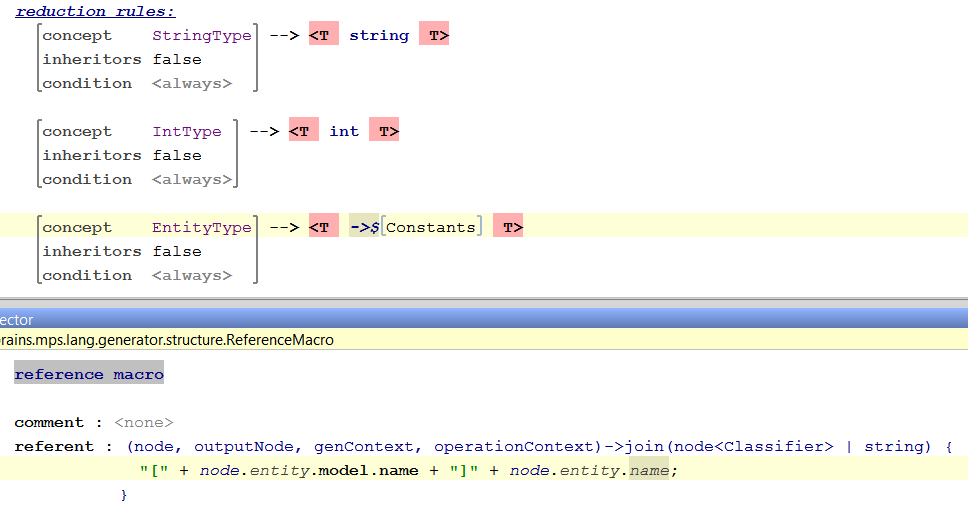 reduction rules:
concept StringType --> <T string T>
inheritors false
condition <always>
concept IntType --> <T int T>
inheritors false
condition <always>
concept EntityType --> <T ->$[Constants] T>
inheritors false
condition <always>
ector
rains.mps.lang.generator.structure.ReferenceMacro
reference macro
comment : <none>
referent : (node, outputNode, genContext, operationContext)->join(node<Classifier> | string) {
"[" + node.entity.model.name + "]" + node.entity.name;
}